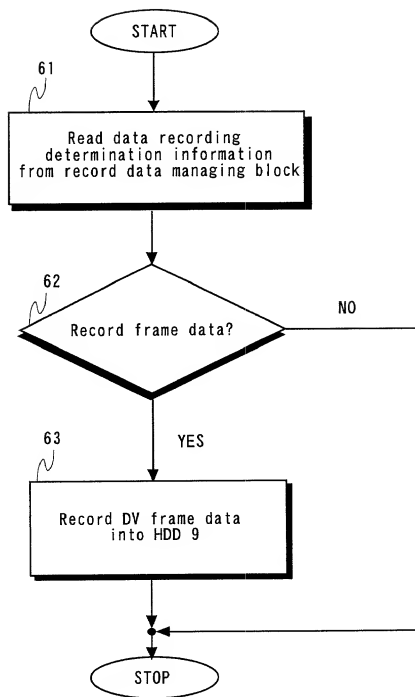 START
61
Read data recording
determination information
from record data managing block
62
Record frame data?
NO
YES
63
Record DV frame data
into HDD 9
STOP